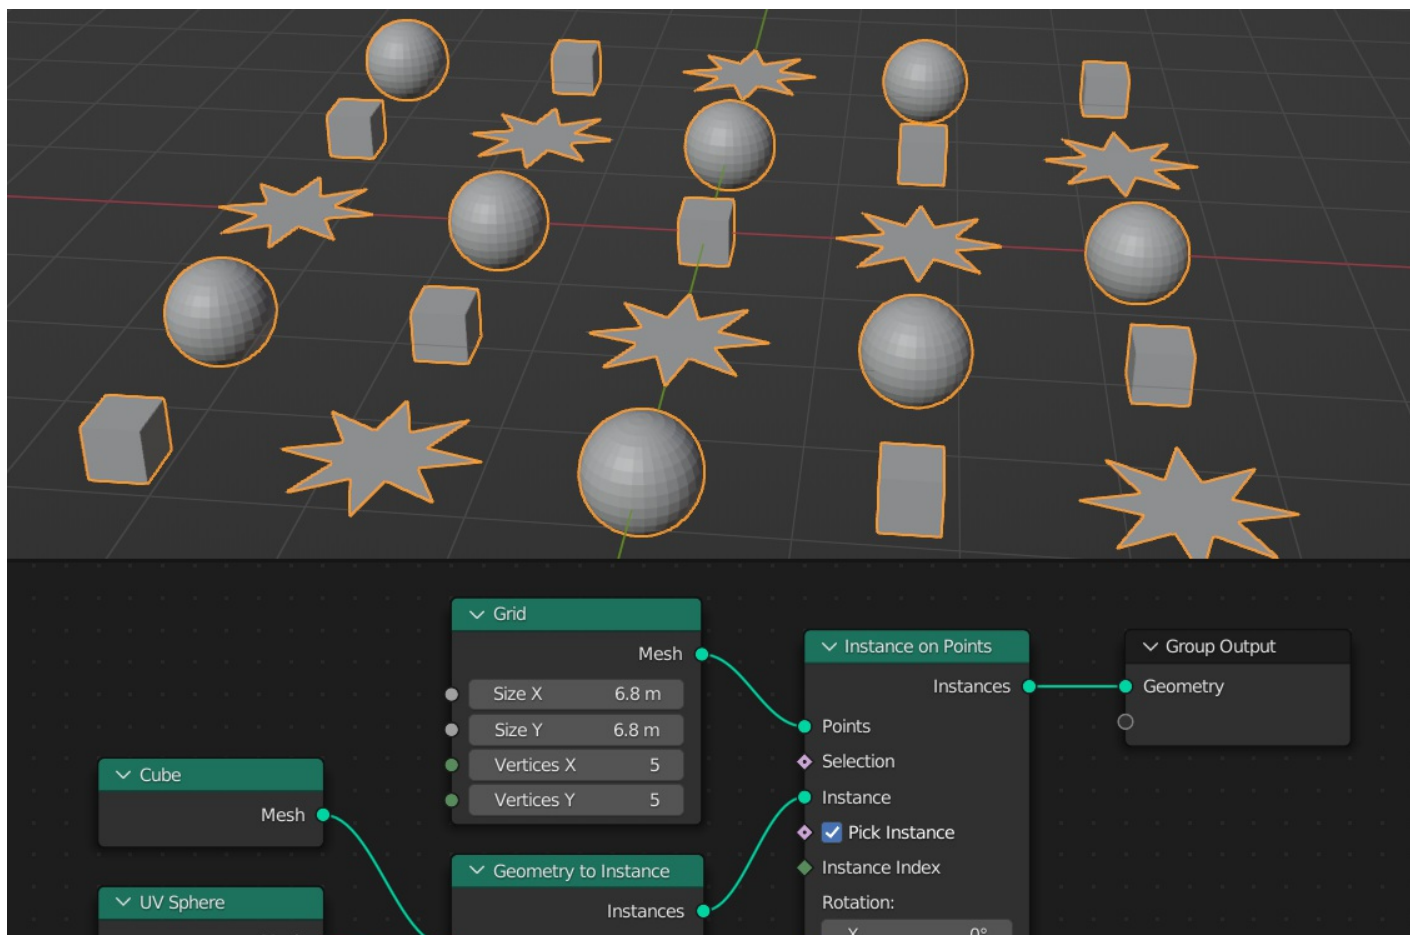 Grid
Mesh
Size X 6.8 m
Size Y 6.8 m
Vertices X 5
Vertices Y 5
Instance on Points
Instances
Points
Selection
Instance
Pick Instance
Instance Index
Rotation:
X 0°
Group Output
Geometry
Cube
Mesh
UV Sphere
Geometry to Instance
Instances